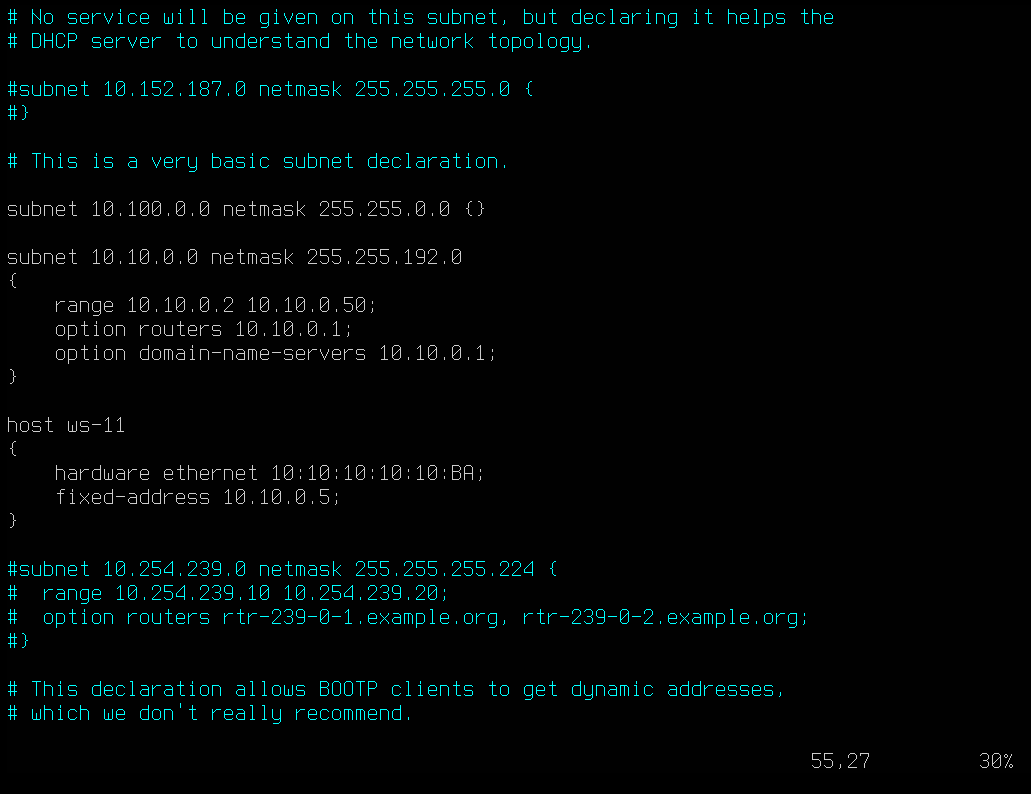 # No service will be given on this subnet, but declaring it helps the
# DHCP server to understand the network topology.
#subnet 10.152.187.0 netmask 255.255.255.0 {
#}
# This is a very basic subnet declaration.
subnet 10.100.0.0 netmask 255.255.0.0 {}
subnet 10.10.0.0 netmask 255.255.192.0
{
    range 10.10.0.2 10.10.0.50;
    option routers 10.10.0.1;
    option domain-name-servers 10.10.0.1;
}
host ws-11
{
    hardware ethernet 10:10:10:10:10:BA;
    fixed-address 10.10.0.5;
}
#subnet 10.254.239.0 netmask 255.255.255.224 {
#  range 10.254.239.10 10.254.239.20;
#  option routers rtr-239-0-1.example.org, rtr-239-0-2.example.org;
#}
# This declaration allows BOOTP clients to get dynamic addresses,
# which we don't really recommend.
55,27         30%